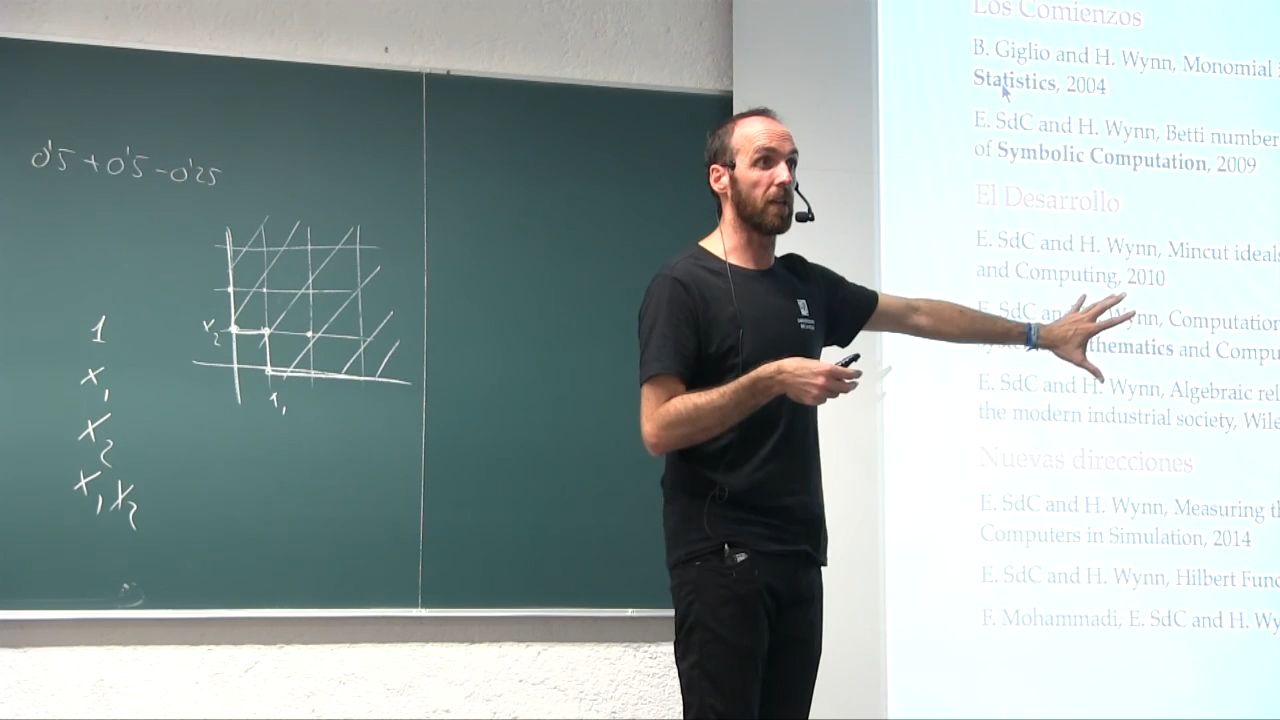 0'5 + 0'5 - 0'25
1
x₁
x₂
x₁x₂
x₂
x₁
Los Comienzos
B. Giglio and H. Wynn, Monomial
Statistics, 2004
E. SdC and H. Wynn, Betti number
of Symbolic Computation, 2009
El Desarrollo
E. SdC and H. Wynn, Mincut ideals
and Computing, 2010
E. SdC and Wynn, Computation
and Compu
E. SdC and H. Wynn, Algebraic rel
the modern industrial society, Wile
Nuevas direcciones
E. SdC and H. Wynn, Measuring th
Computers in Simulation, 2014
E. SdC and H. Wynn, Hilbert Func
F. Mohammadi, E. SdC and H. Wy